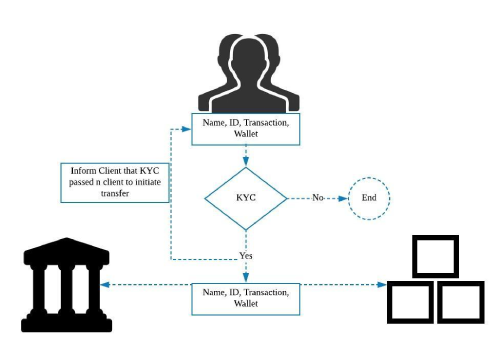 Name, ID, Transaction,
Wallet
Inform Client that KYC
passed n client to initiate
transfer
KYC
No
End
Yes
Name, ID, Transaction,
Wallet